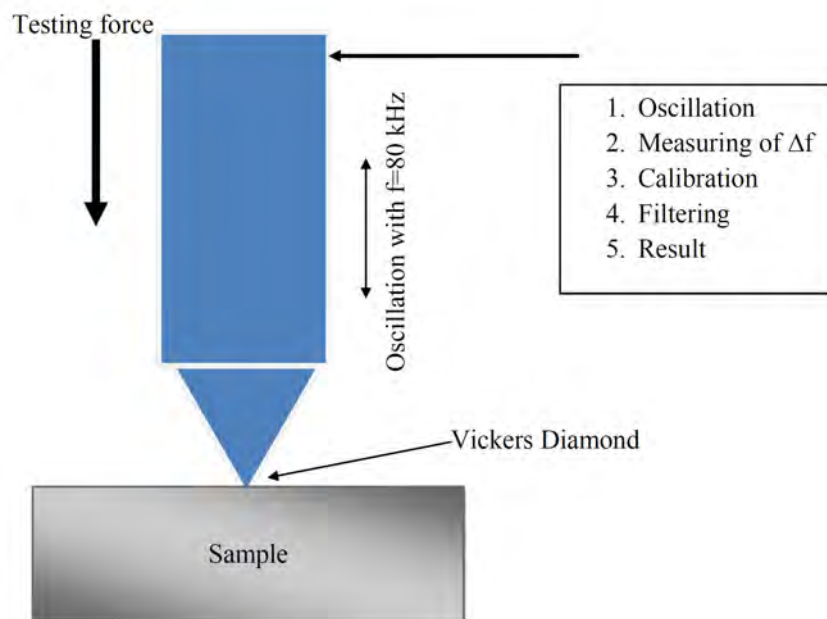 Testing force
Oscillation with f=80 kHz
1. Oscillation
2. Measuring of Δf
3. Calibration
4. Filtering
5. Result
Vickers Diamond
Sample